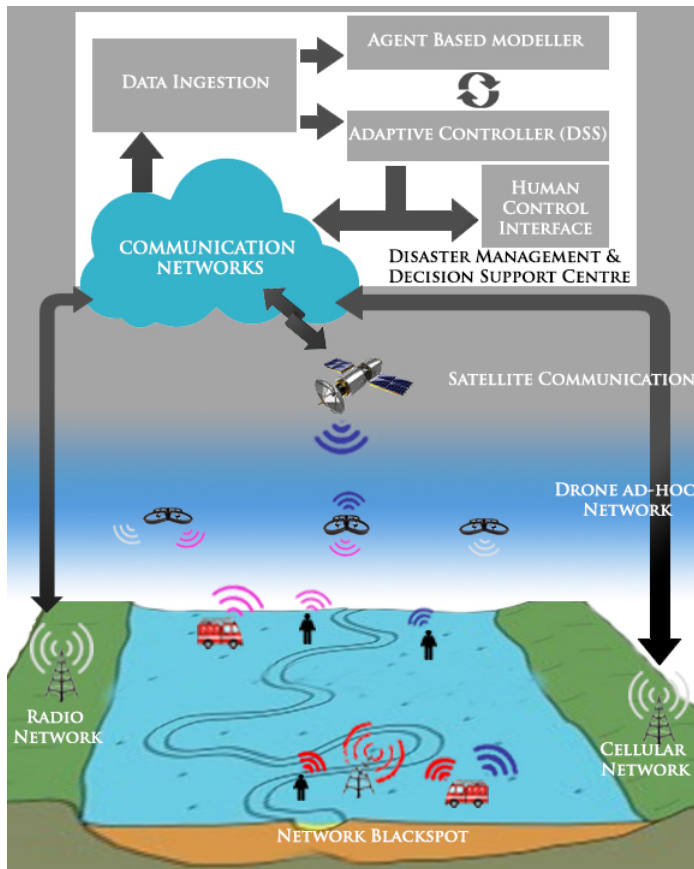 Agent Based modeller
Data Ingestion
Adaptive Controller (DSS)
Human
Control
Interface
Communication
Networks
Disaster Management &
Decision Support Centre
Satellite Communication
Drone ad-hoc
Network
Radio
Network
Cellular
Network
Network Blackspot